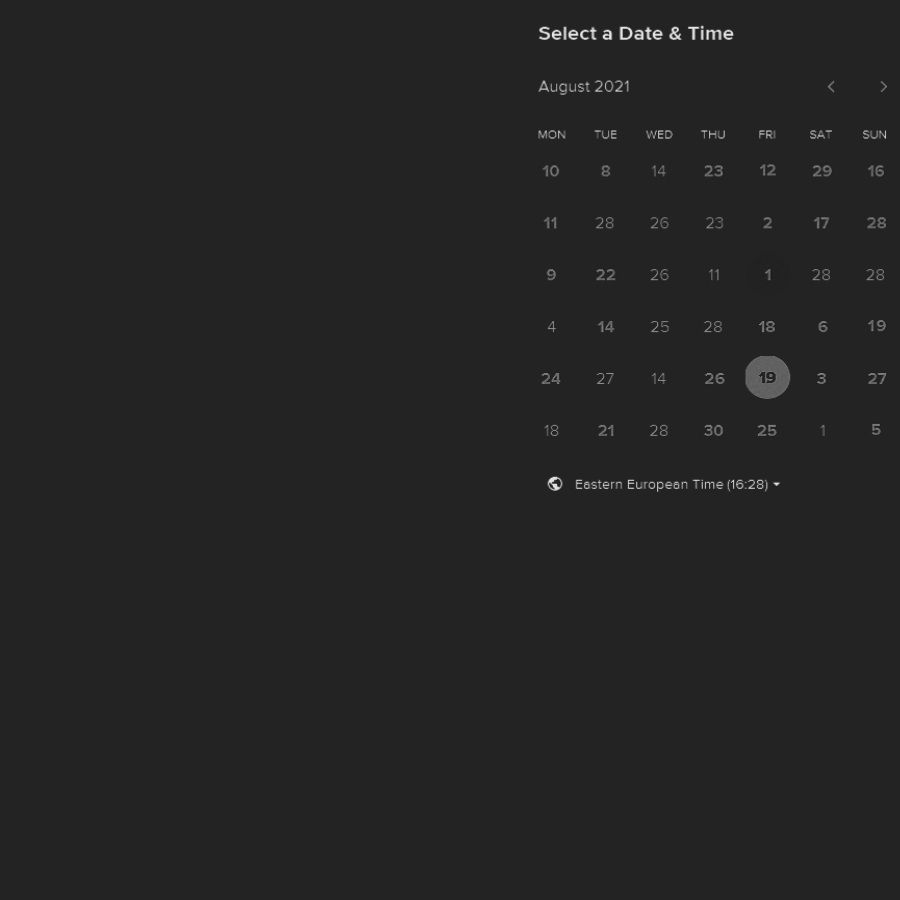 Select a Date & Time
August 2021
MON TUE WED THU FRI SAT SUN
10 8 14 23 12 29 16
11 28 26 23 2 17 28
9 22 26 11 1 28 28
4 14 25 28 18 6 19
24 27 14 26 19 3 27
18 21 28 30 25 1 5
Eastern European Time (16:28)